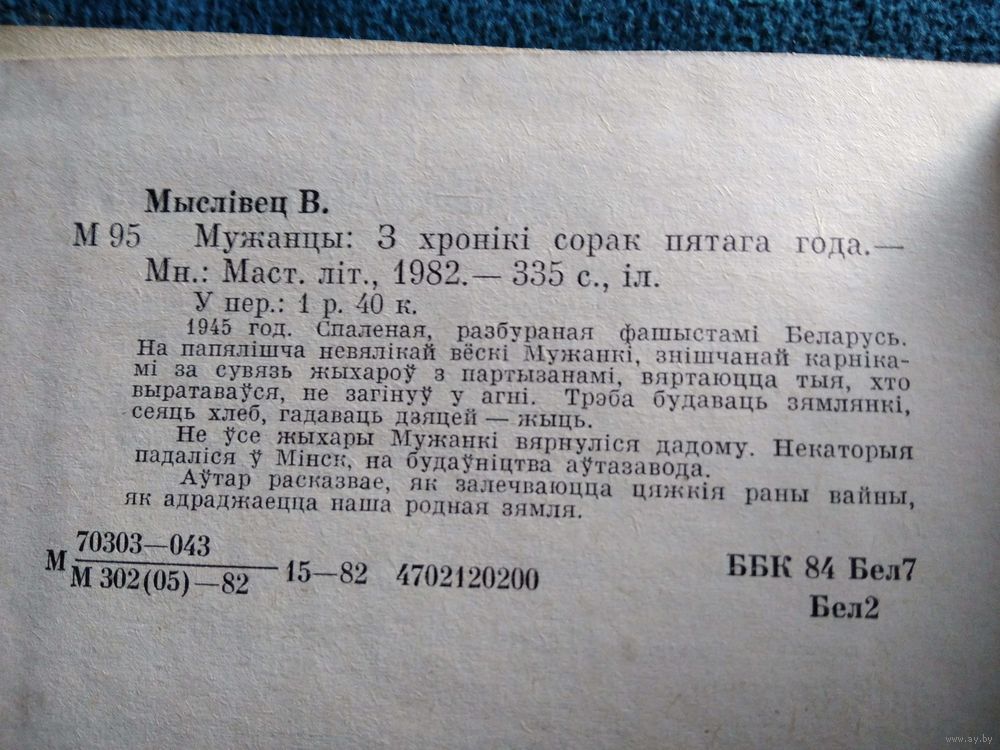 Мыслівец В.
М 95 Мужанцы: З хронікі сорак пятага года.—
Мн.: Маст. літ., 1982.— 335 с., іл.
У пер.: 1 р. 40 к.
1945 год. Спаленая, разбураная фашыстамі Беларусь.
На папялішча невялікай вёскі Мужанкі, знішчанай карніка-
мі за сувязь жыхароў з партызанамі, вяртаюцца тыя, хто
выратаваўся, не загінуў у агні. Трэба будаваць зямлянкі,
сеяць хлеб, гадаваць дзяцей — жыць.
Не ўсе жыхары Мужанкі вярнуліся дадому. Некаторыя
падаліся ў Мінск, на будаўніцтва аўтазавода.
Аўтар расказвае, як залечваюцца цяжкія раны вайны,
як адраджаецца наша родная зямля.
М 70303—043
М 302(05)—82 15—82 4702120200
ББК 84 Бел7
Бел2
www.ay.by